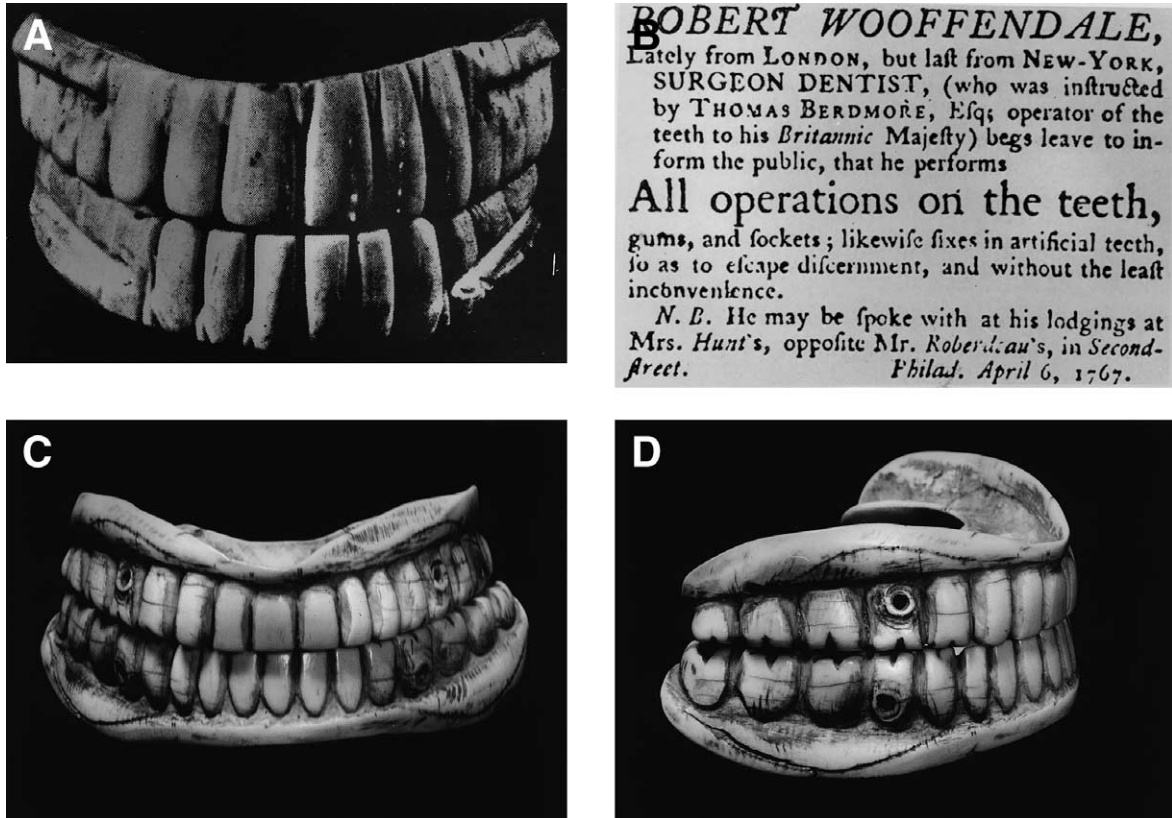 A
B
ROBERT WOOFFENDALE,
Lately from LONDON, but laſt from NEW-YORK,
SURGEON DENTIST, (who was inſtructed
by THOMAS BERDMORE, Eſq; operator of the
teeth to his Britannic Majeſty) begs leave to in-
form the public, that he performs
All operations on the teeth,
gums, and ſockets; likewiſe fixes in artificial teeth,
ſo as to eſcape diſcernment, and without the leaſt
inconvenience.
N. B. He may be ſpoke with at his lodgings at
Mrs. Hunt's, oppoſite Mr. Roberdeau's, in Second-
ſtreet. Philad. April 6, 1767.
C
D